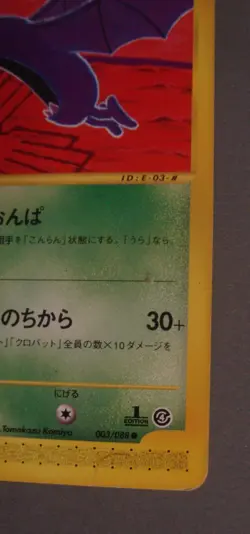 ID:E-03-#
おんぱ
相手を「こんらん」状態にする。「うら」なら、
のちから 30+
ト」「クロバット」全員の数×10ダメージを
にげる
Tomokazu Komiya
1 EDITION
003/088●